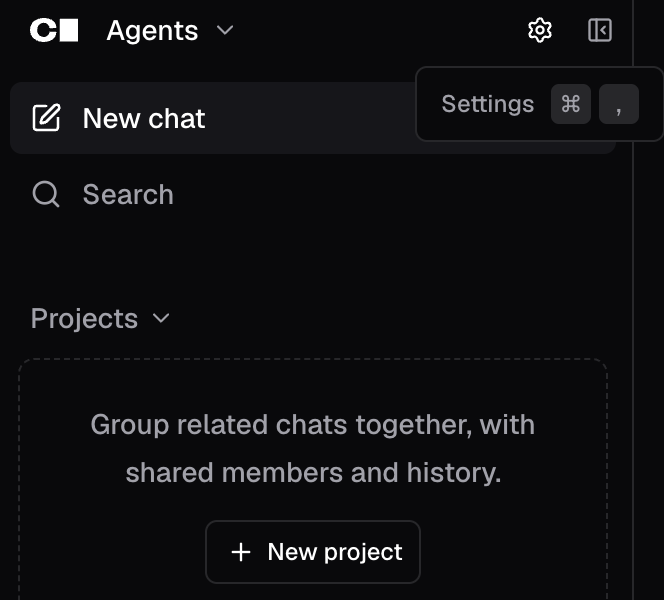 Agents
Settings ⌘ ,
New chat
Search
Projects
Group related chats together, with
shared members and history.
+ New project